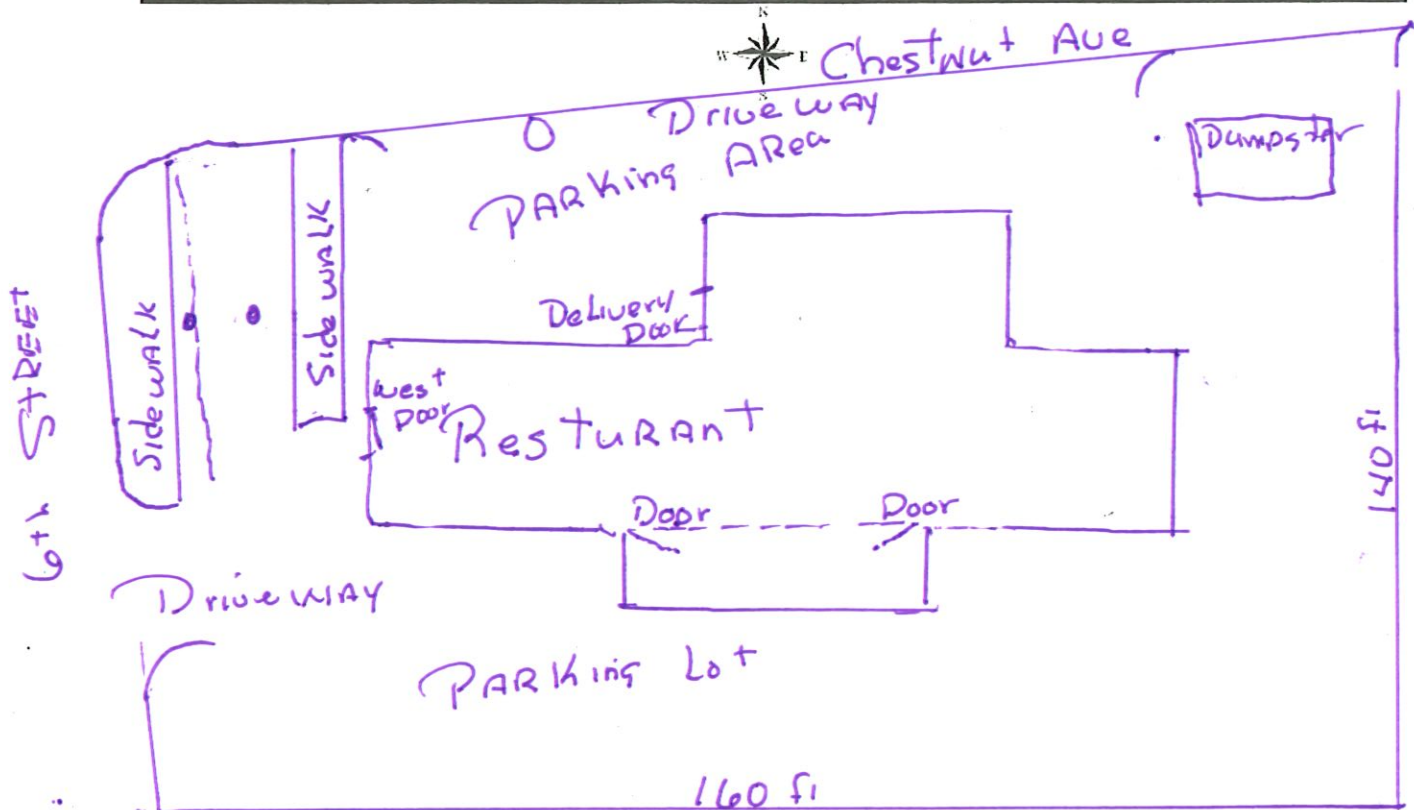 N
W E
S
Chestnut Ave
Driveway
PARKing AREa
Dumpster
SidewALK
SidewALK
6th STREET
Delivery
Door
West
Door
ResTURAnT
Door Door
DrivewAy
PARKing Lot
140 ft
160 ft